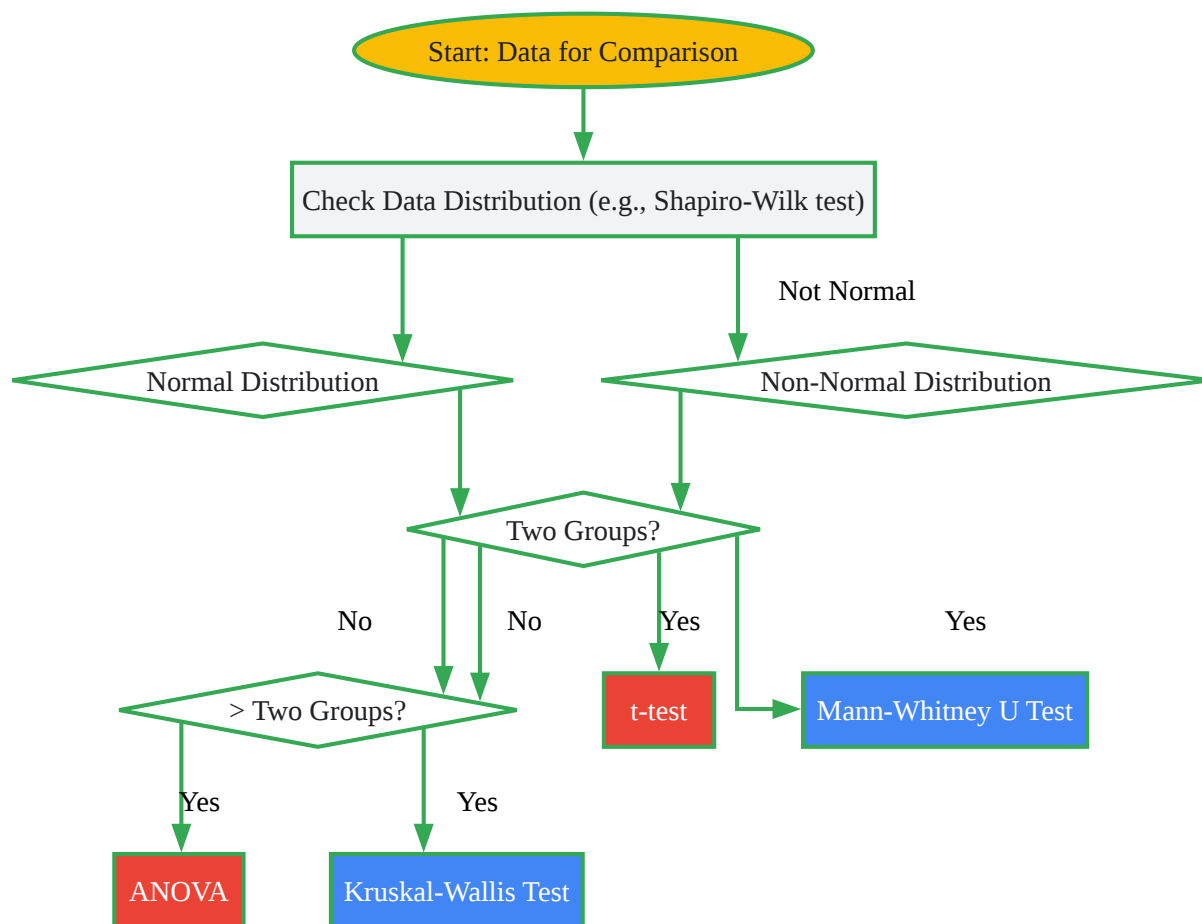 Start: Data for Comparison
Check Data Distribution (e.g., Shapiro-Wilk test)
Not Normal
Normal Distribution
Non-Normal Distribution
Two Groups?
No
No
Yes
Yes
> Two Groups?
t-test
Mann-Whitney U Test
Yes
Yes
ANOVA
Kruskal-Wallis Test